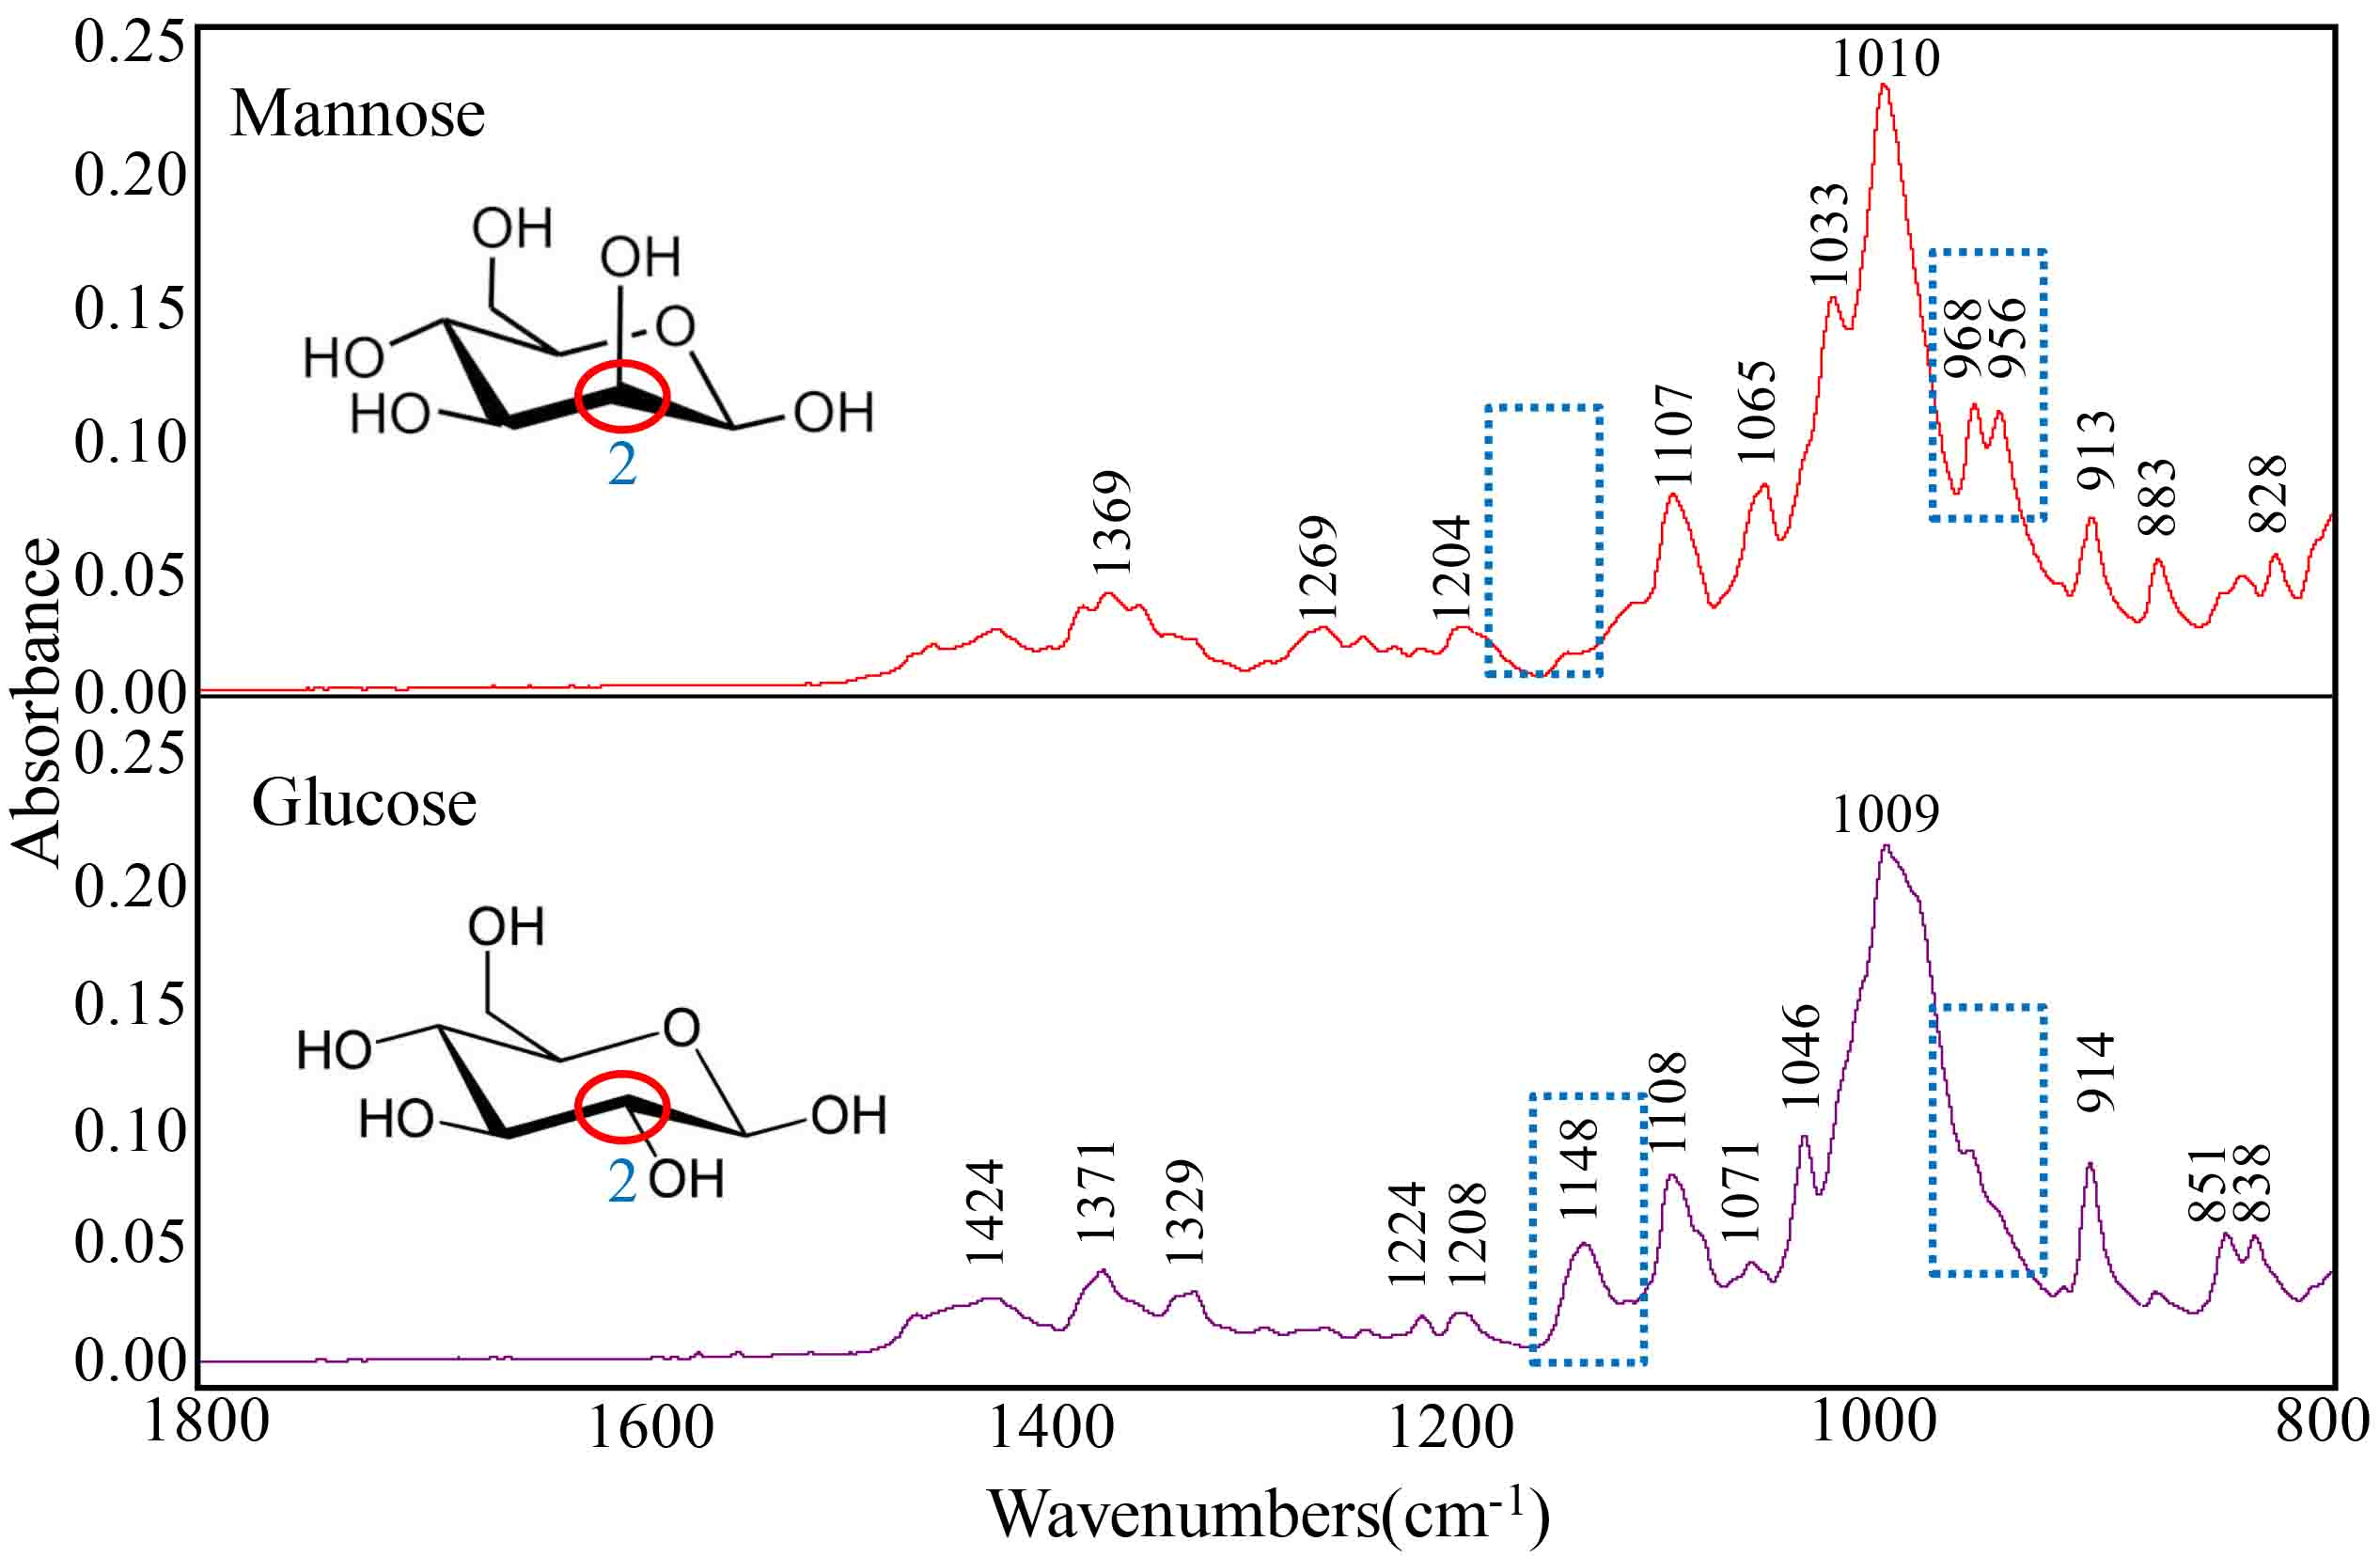 Absorbance
0.25
0.20
0.15
0.10
0.05
0.00
Mannose
OH
OH
O
HO
HO
OH
2
1369
1269
1204
1107
1065
1033
1010
968
956
913
883
828
0.25
0.20
0.15
0.10
0.05
0.00
Glucose
OH
O
HO
HO
OH
OH
2
1424
1371
1329
1224
1208
1148
1108
1071
1046
1009
914
851
838
1800 1600 1400 1200 1000 800
Wavenumbers(cm⁻¹)